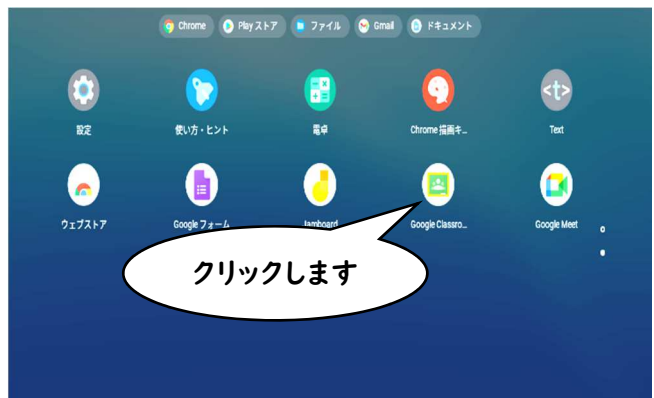 Chrome Play ストア ファイル Gmail ドキュメント
設定 使い方・ヒント 電卓 Chrome 描画キ... Text
<t>
ウェブストア Google フォーム Jamboard Google Classro... Google Meet
クリックします